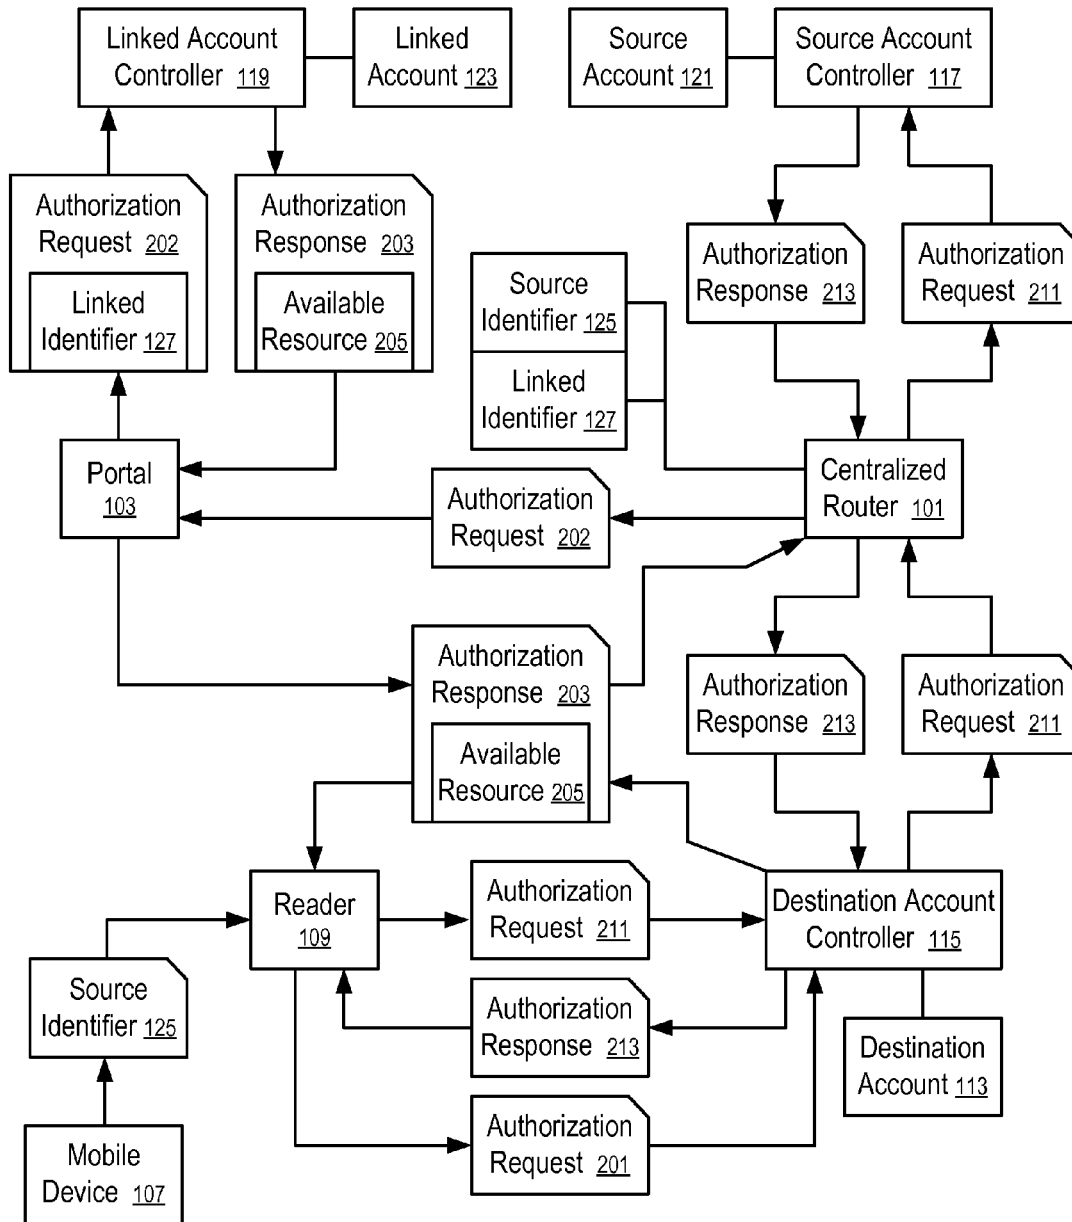 Linked Account
Controller 119
Linked
Account 123
Source
Account 121
Source Account
Controller 117
Authorization
Request 202
Linked
Identifier 127
Authorization
Response 203
Available
Resource 205
Source
Identifier 125
Linked
Identifier 127
Authorization
Response 213
Authorization
Request 211
Portal
103
Authorization
Request 202
Centralized
Router 101
Authorization
Response 203
Available
Resource 205
Authorization
Response 213
Authorization
Request 211
Reader
109
Authorization
Request 211
Destination Account
Controller 115
Source
Identifier 125
Authorization
Response 213
Destination
Account 113
Mobile
Device 107
Authorization
Request 201